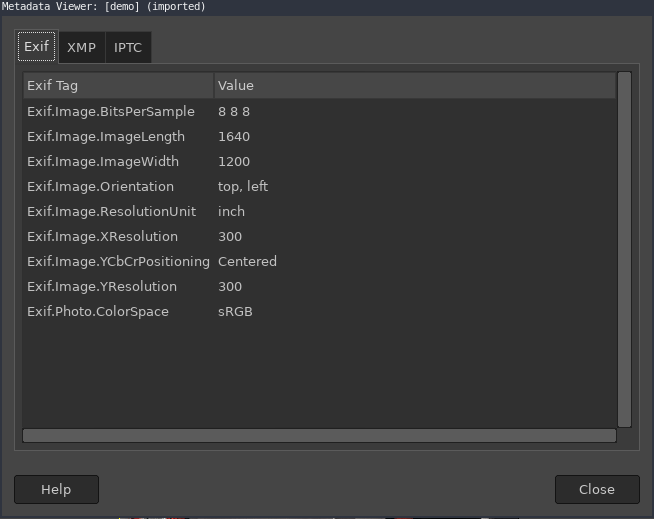 Metadata Viewer: [demo] (imported)
Exif XMP IPTC
Exif Tag Value
Exif.Image.BitsPerSample 8 8 8
Exif.Image.ImageLength 1640
Exif.Image.ImageWidth 1200
Exif.Image.Orientation top, left
Exif.Image.ResolutionUnit inch
Exif.Image.XResolution 300
Exif.Image.YCbCrPositioning Centered
Exif.Image.YResolution 300
Exif.Photo.ColorSpace sRGB
Help Close